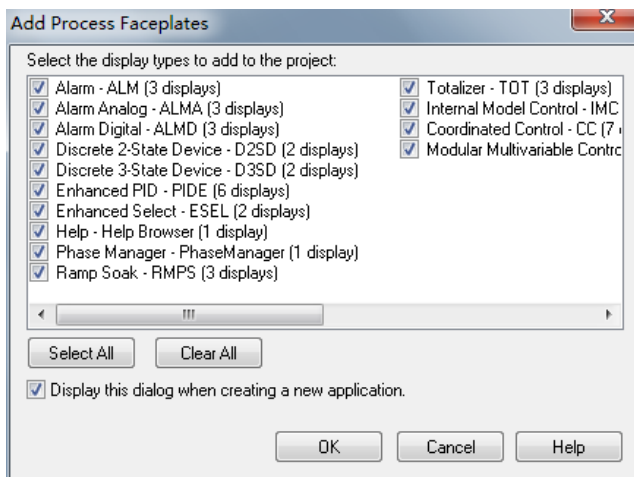 Add Process Faceplates
Select the display types to add to the project:
Alarm - ALM (3 displays)
Alarm Analog - ALMA (3 displays)
Alarm Digital - ALMD (3 displays)
Discrete 2-State Device - D2SD (2 displays)
Discrete 3-State Device - D3SD (2 displays)
Enhanced PID - PIDE (6 displays)
Enhanced Select - ESEL (2 displays)
Help - Help Browser (1 display)
Phase Manager - PhaseManager (1 display)
Ramp Soak - RMPS (3 displays)
Totalizer - TOT (3 displays)
Internal Model Control - IMC
Coordinated Control - CC (7
Modular Multivariable Contro
Select All
Clear All
Display this dialog when creating a new application.
OK
Cancel
Help